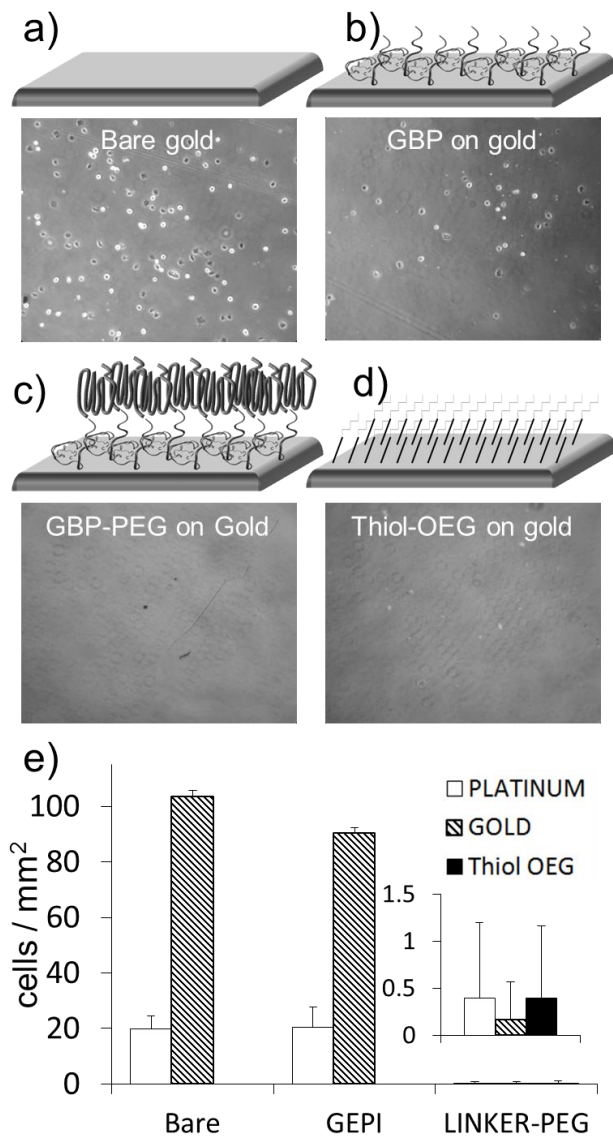 a)
b)
Bare gold
GBP on gold
c)
d)
GBP-PEG on Gold
Thiol-OEG on gold
e)
cells / mm²
100
80
60
40
20
0
PLATINUM
GOLD
Thiol OEG
1.5
1
0.5
0
Bare
GEPI
LINKER-PEG